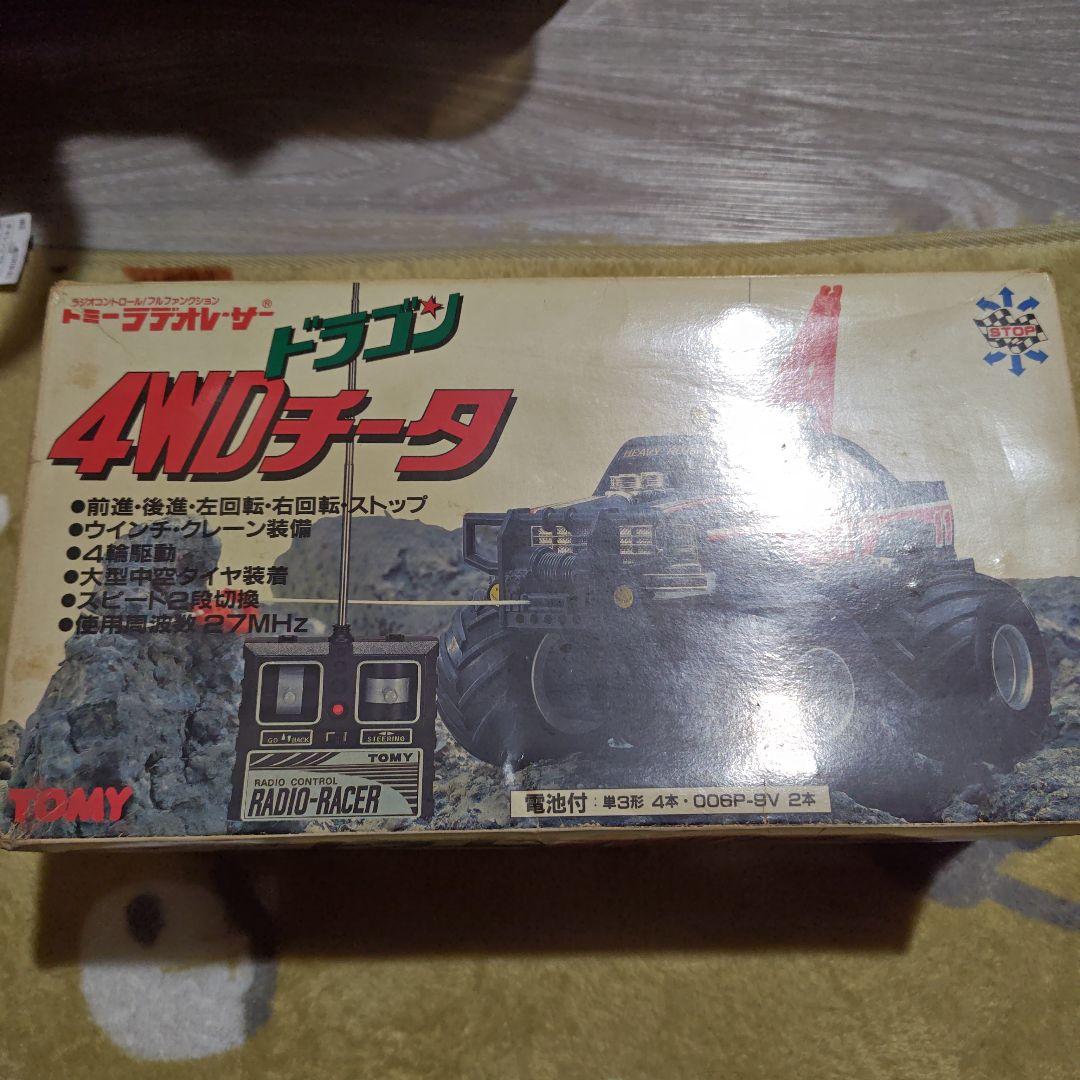 ラジオコントロール/フルファンクション
トミーラデオレーサー®
ドラゴン
4WDチータ
●前進・後進・左回転・右回転・ストップ
●ウインチ・クレーン装備
●4輪駆動
●大型中空タイヤ装着
●スピード2段切換
●使用周波数 27MHz
STOP
HEAVY
11
GO BACK
STEERING
TOMY
RADIO CONTROL
RADIO-RACER
TOMY
電池付:単3形 4本・006P-9V 2本